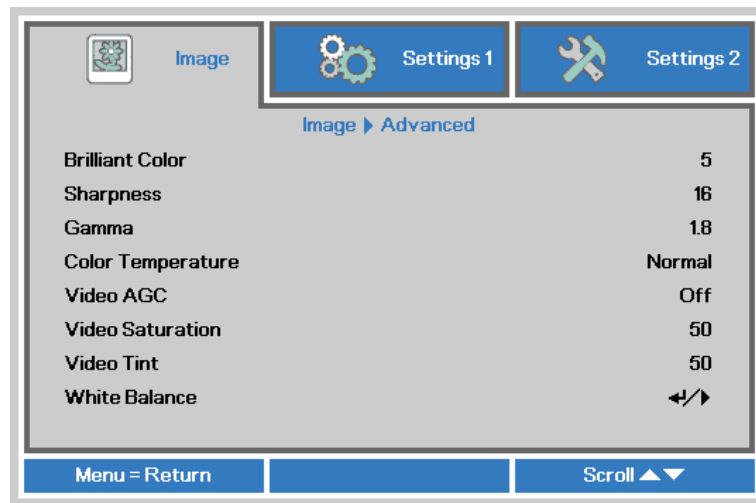 Image Settings 1 Settings 2
Image ▶ Advanced
Brilliant Color 5
Sharpness 16
Gamma 1.8
Color Temperature Normal
Video AGC Off
Video Saturation 50
Video Tint 50
White Balance ↵/▶
Menu = Return Scroll ▲▼